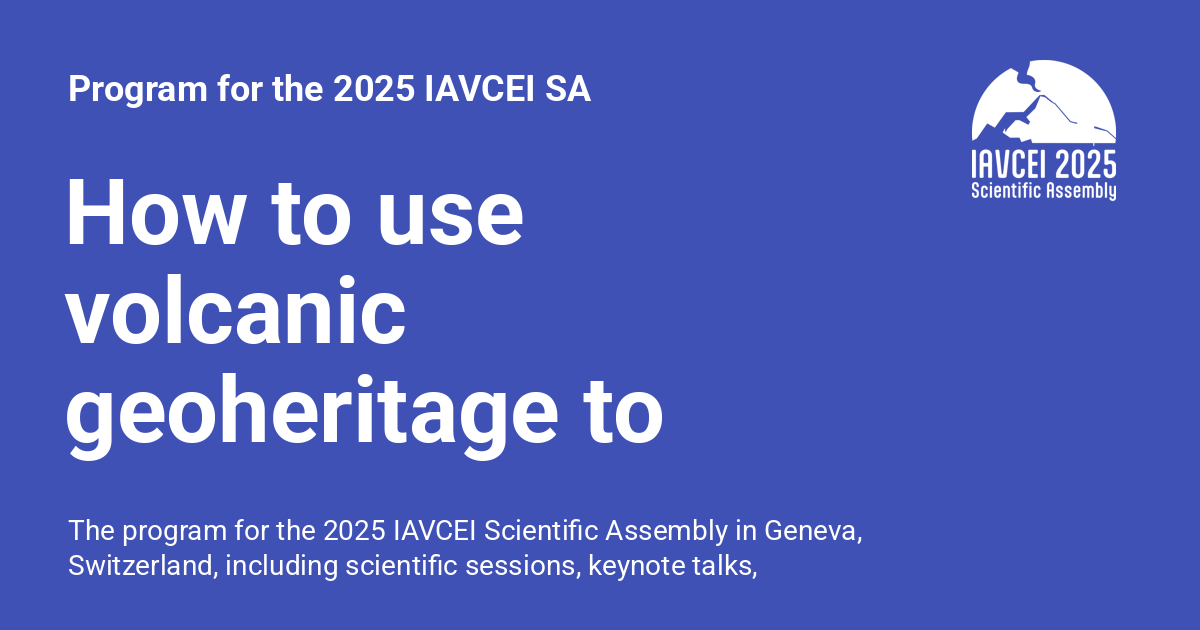 Program for the 2025 IAVCEI SA
IAVCEI 2025
Scientific Assembly
How to use
volcanic
geoheritage to
The program for the 2025 IAVCEI Scientific Assembly in Geneva,
Switzerland, including scientific sessions, keynote talks,